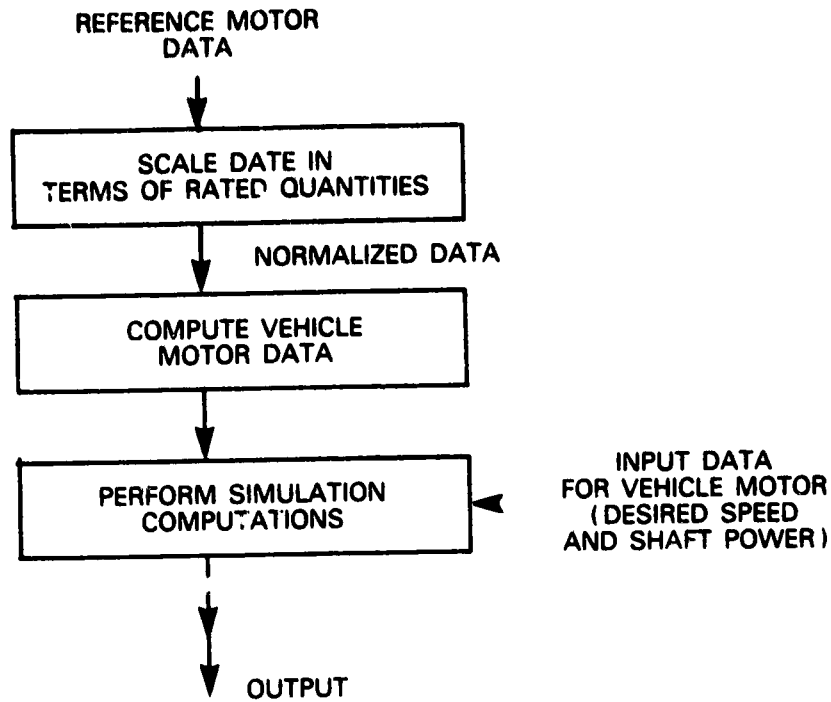 REFERENCE MOTOR
DATA
SCALE DATE IN
TERMS OF RATED QUANTITIES
NORMALIZED DATA
COMPUTE VEHICLE
MOTOR DATA
PERFORM SIMULATION
COMPUTATIONS
INPUT DATA
FOR VEHICLE MOTOR
(DESIRED SPEED
AND SHAFT POWER)
OUTPUT